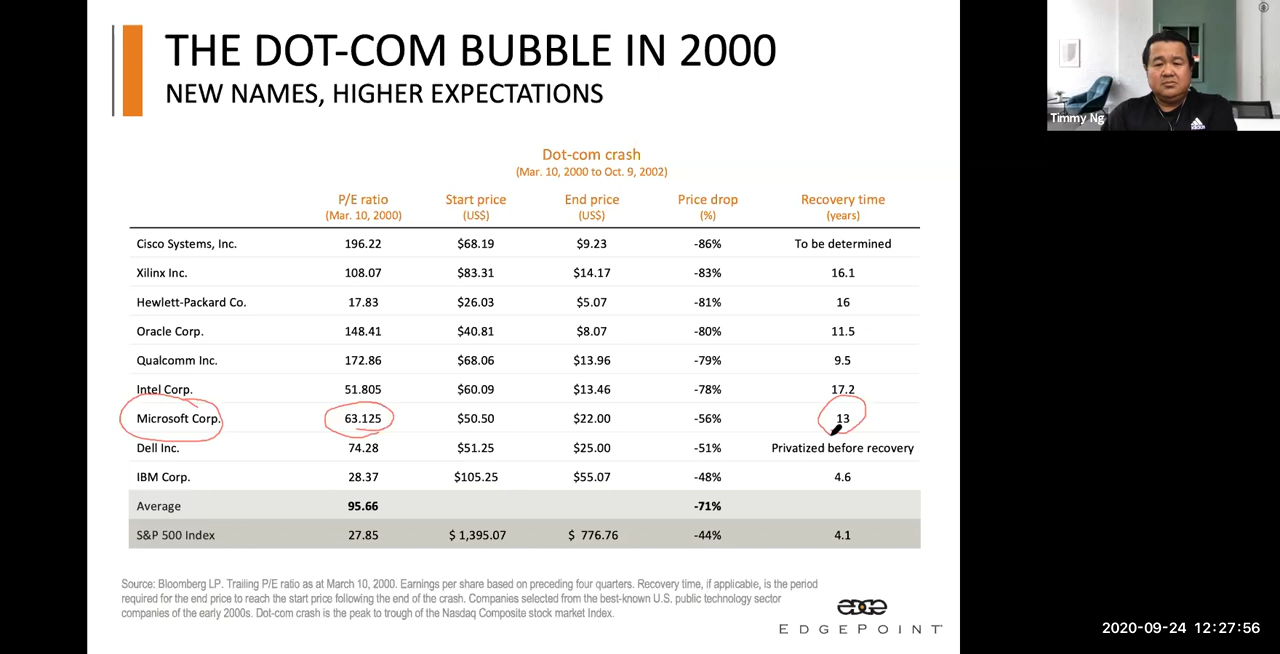 THE DOT-COM BUBBLE IN 2000
NEW NAMES, HIGHER EXPECTATIONS
Timmy Ng
adidas
Dot-com crash
(Mar. 10, 2000 to Oct. 9, 2002)
P/E ratio Start price End price Price drop Recovery time
(Mar. 10, 2000) (US$) (US$) (%) (years)
Cisco Systems, Inc. 196.22 $68.19 $9.23 -86% To be determined
Xilinx Inc. 108.07 $83.31 $14.17 -83% 16.1
Hewlett-Packard Co. 17.83 $26.03 $5.07 -81% 16
Oracle Corp. 148.41 $40.81 $8.07 -80% 11.5
Qualcomm Inc. 172.86 $68.06 $13.96 -79% 9.5
Intel Corp. 51.805 $60.09 $13.46 -78% 17.2
Microsoft Corp. 63.125 $50.50 $22.00 -56% 13
Dell Inc. 74.28 $51.25 $25.00 -51% Privatized before recovery
IBM Corp. 28.37 $105.25 $55.07 -48% 4.6
Average 95.66 -71%
S&P 500 Index 27.85 $ 1,395.07 $ 776.76 -44% 4.1
Source: Bloomberg LP. Trailing P/E ratio as at March 10, 2000. Earnings per share based on preceding four quarters. Recovery time, if applicable, is the period
required for the end price to reach the start price following the end of the crash. Companies selected from the best-known U.S. public technology sector
companies of the early 2000s. Dot-com crash is the peak to trough of the Nasdaq Composite stock market Index.
edge
EDGEPOINT
2020-09-24 12:27:56